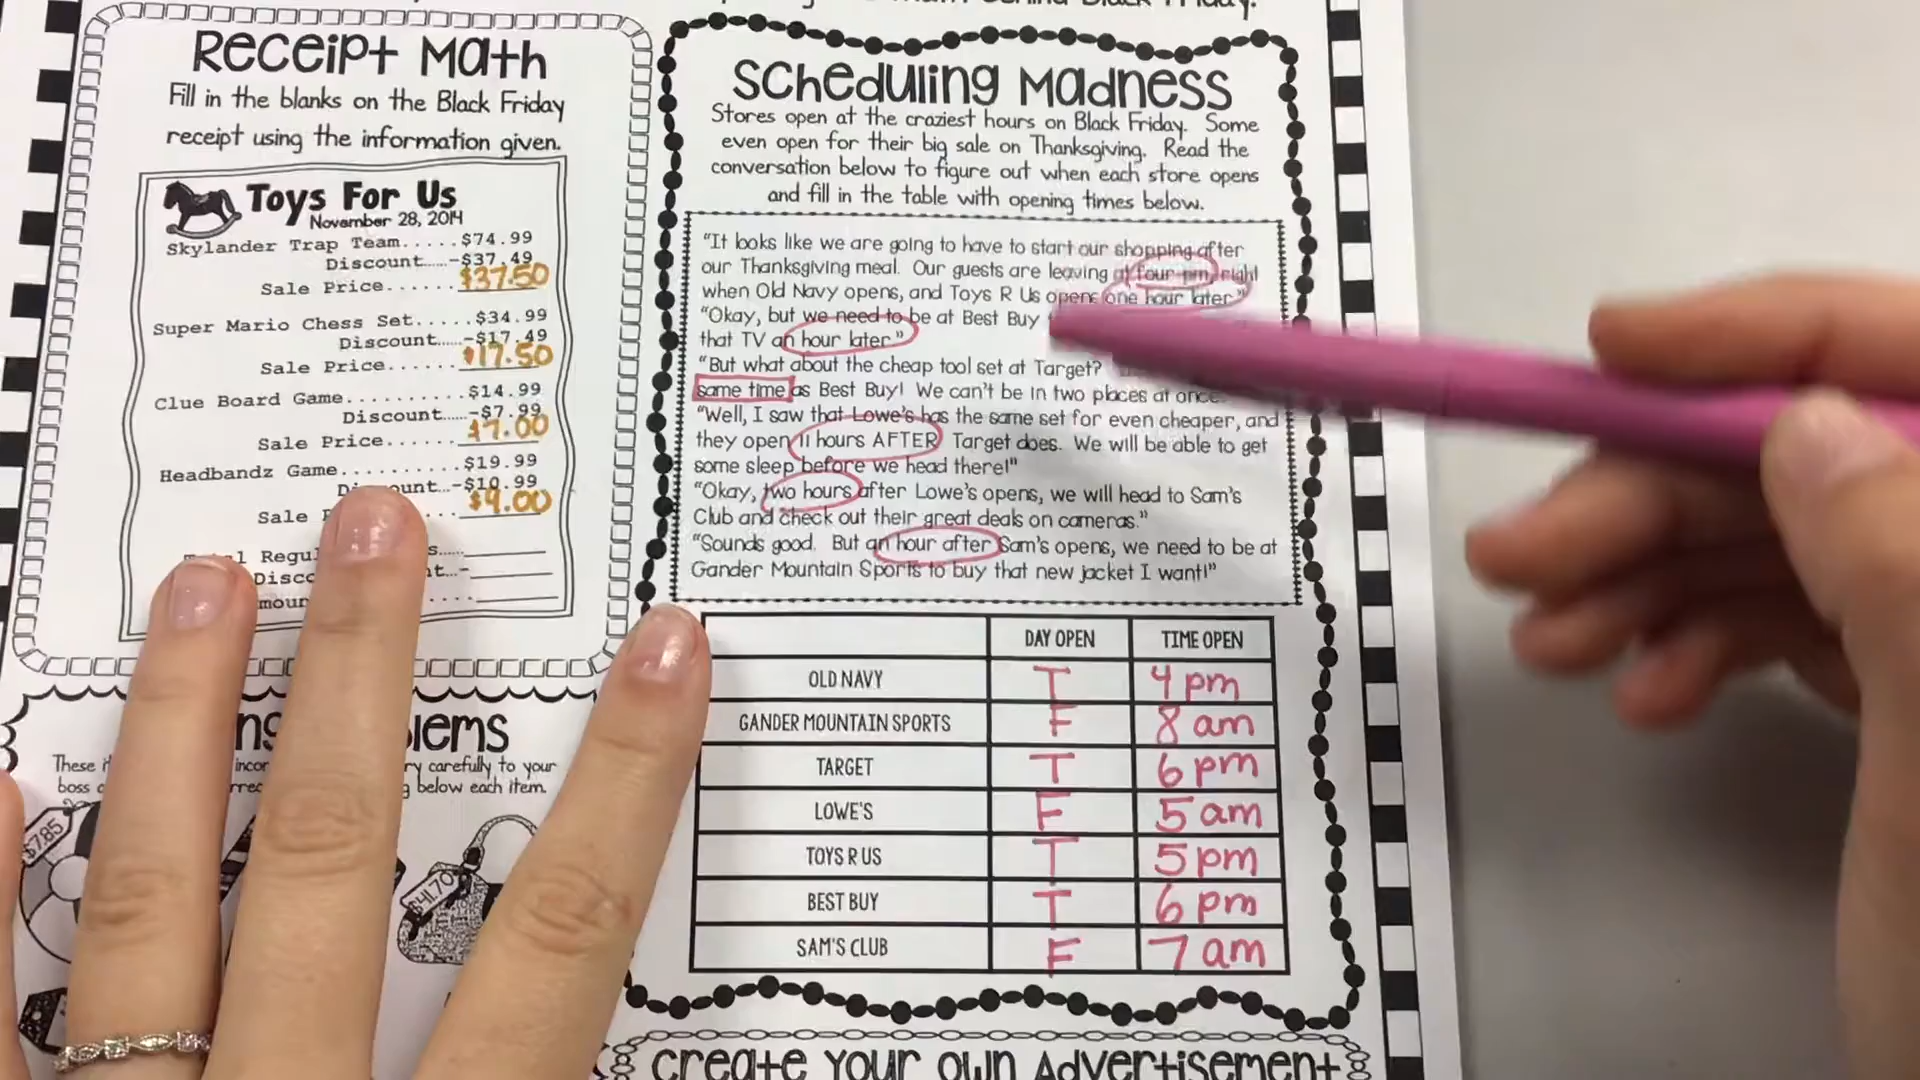 Receipt Math
Fill in the blanks on the Black Friday
receipt using the information given.
Toys For Us
November 28, 2014
Skylander Trap Team.....$74.99
Discount.....-$37.49
Sale Price...... $37.50
Super Mario Chess Set.....$34.99
Discount.....-$17.49
Sale Price...... $17.50
Clue Board Game.........$14.99
Discount.....-$7.99
Sale Price...... $7.00
Headbandz Game..........$19.99
-$10.99
Sale $9.00
Scheduling Madness
Stores open at the craziest hours on Black Friday. Some
even open for their big sale on Thanksgiving. Read the
conversation below to figure out when each store opens
and fill in the table with opening times below.
"It looks like we are going to have to start our shopping after
our Thanksgiving meal. Our guests are leaving at four pm, right
when Old Navy opens, and Toys R Us opens one hour later."
"Okay, but we need to be at Best Buy
that TV an hour later."
"But what about the cheap tool set at Target?
same time as Best Buy! We can't be in two places at once.
"Well, I saw that Lowe's has the same set for even cheaper, and
they open 11 hours AFTER Target does. We will be able to get
some sleep before we head there!"
"Okay, two hours after Lowe's opens, we will head to Sam's
Club and check out their great deals on cameras."
"Sounds good. But an hour after Sam's opens, we need to be at
Gander Mountain Sports to buy that new jacket I want!"
DAY OPEN TIME OPEN
OLD NAVY T 4 pm
GANDER MOUNTAIN SPORTS F 8 am
TARGET T 6 pm
LOWE'S F 5 am
TOYS R US T 5 pm
BEST BUY T 6 pm
SAM'S CLUB F 7 am
These
carefully to your
boss
below each item.
$7.85
$41.70
Create Your Own Advertisement